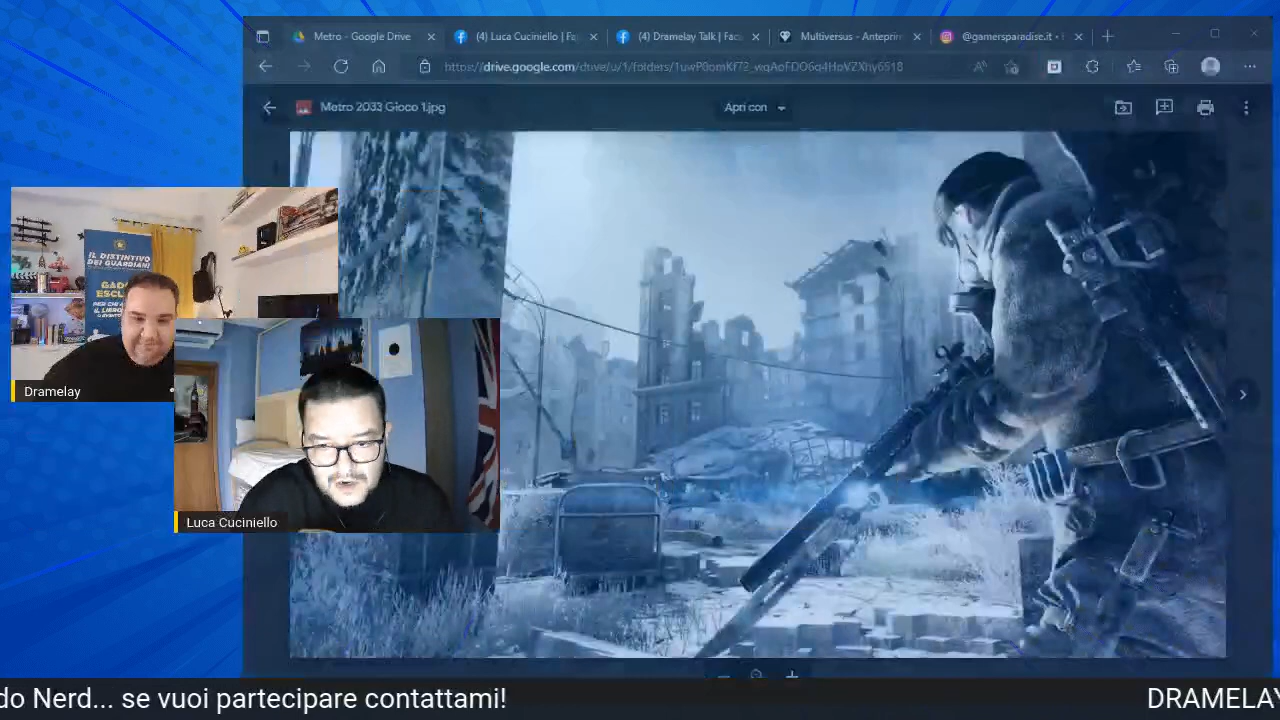 Metro - Google Drive
(4) Luca Cuciniello | Fa
(4) Dramelay Talk | Fac
Multiversus - Anteprim
@gamersparadise.it •
Metro 2033 Gioco 1.jpg
Apri con
IL DISTINTIVO
DEI GUARDIANI
Dramelay
Luca Cuciniello
do Nerd... se vuoi partecipare contattami!
DRAMELAY